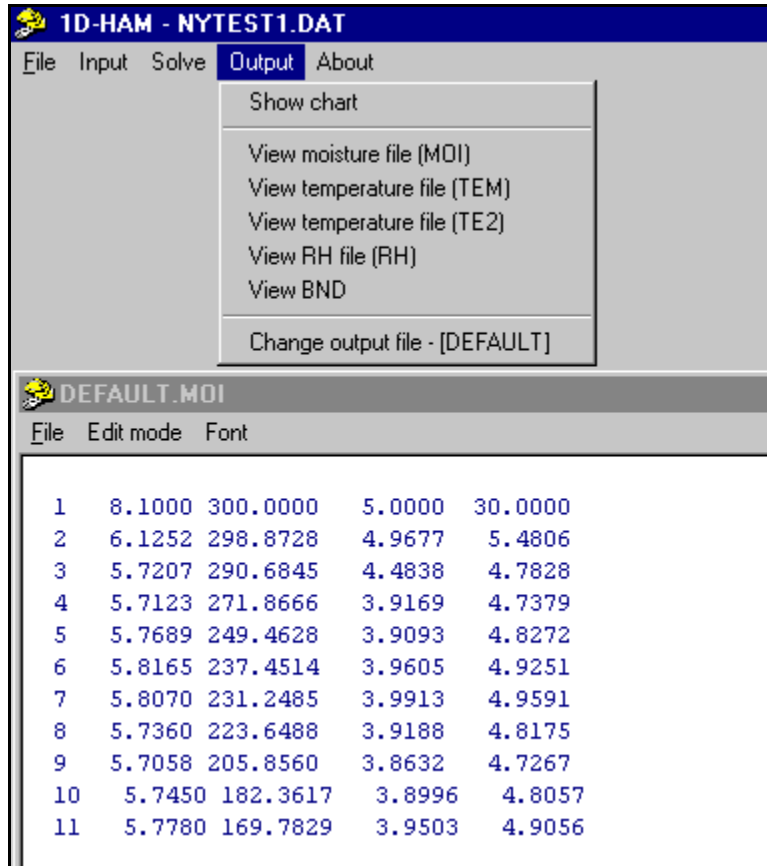 1D-HAM - NYTEST1.DAT
File Input Solve Output About
Show chart
View moisture file (MOI)
View temperature file (TEM)
View temperature file (TE2)
View RH file (RH)
View BND
Change output file - [DEFAULT]
DEFAULT.MOI
File Edit mode Font
1 8.1000 300.0000 5.0000 30.0000
2 6.1252 298.8728 4.9677 5.4806
3 5.7207 290.6845 4.4838 4.7828
4 5.7123 271.8666 3.9169 4.7379
5 5.7689 249.4628 3.9093 4.8272
6 5.8165 237.4514 3.9605 4.9251
7 5.8070 231.2485 3.9913 4.9591
8 5.7360 223.6488 3.9188 4.8175
9 5.7058 205.8560 3.8632 4.7267
10 5.7450 182.3617 3.8996 4.8057
11 5.7780 169.7829 3.9503 4.9056